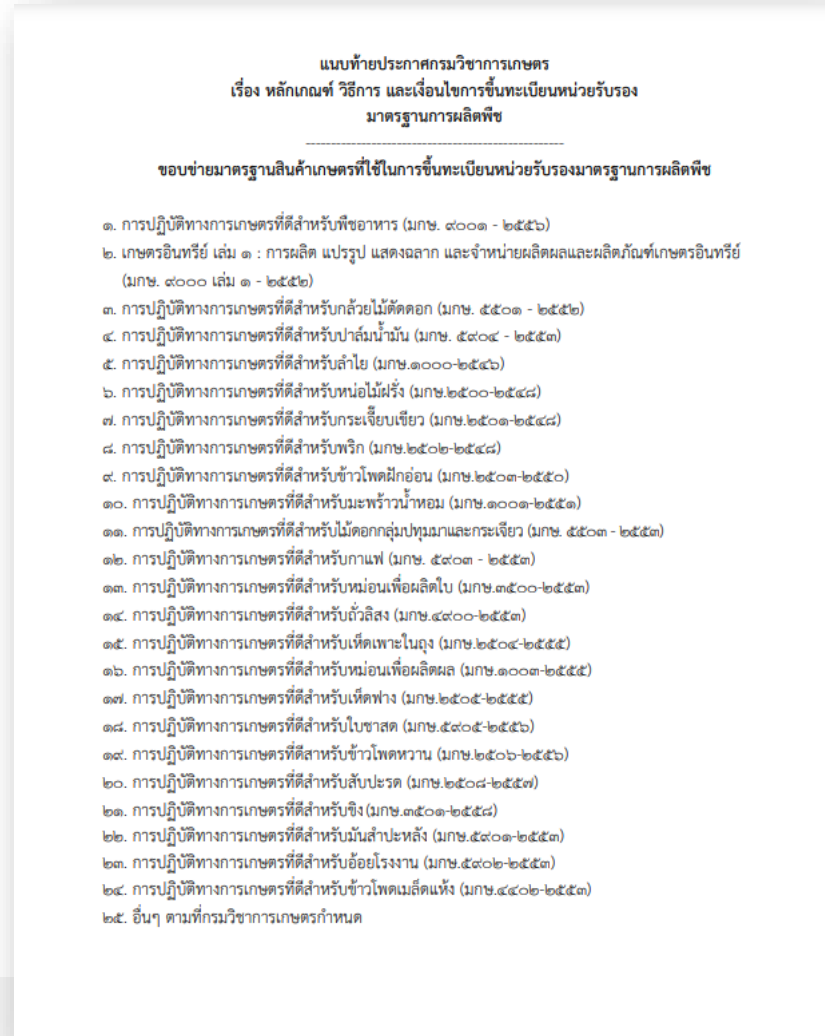 แนบท้ายประกาศกรมวิชาการเกษตร
เรื่อง หลักเกณฑ์ วิธีการ และเงื่อนไขการขึ้นทะเบียนหน่วยรับรอง
มาตรฐานการผลิตพืช
----------------------------------------------------
ขอบข่ายมาตรฐานสินค้าเกษตรที่ใช้ในการขึ้นทะเบียนหน่วยรับรองมาตรฐานการผลิตพืช
๑. การปฏิบัติทางการเกษตรที่ดีสำหรับพืชอาหาร (มกษ. ๙๐๐๑ - ๒๕๕๖)
๒. เกษตรอินทรีย์ เล่ม ๑ : การผลิต แปรรูป แสดงฉลาก และจำหน่ายผลิตผลและผลิตภัณฑ์เกษตรอินทรีย์
(มกษ. ๙๐๐๐ เล่ม ๑ - ๒๕๕๒)
๓. การปฏิบัติทางการเกษตรที่ดีสำหรับกล้วยไม้ตัดดอก (มกษ. ๕๕๐๑ - ๒๕๕๒)
๔. การปฏิบัติทางการเกษตรที่ดีสำหรับปาล์มน้ำมัน (มกษ. ๕๙๐๔ - ๒๕๕๓)
๕. การปฏิบัติทางการเกษตรที่ดีสำหรับลำไย (มกษ.๑๐๐๐-๒๕๔๖)
๖. การปฏิบัติทางการเกษตรที่ดีสำหรับหน่อไม้ฝรั่ง (มกษ.๒๕๐๐-๒๕๔๘)
๗. การปฏิบัติทางการเกษตรที่ดีสำหรับกระเจี๊ยบเขียว (มกษ.๒๕๐๑-๒๕๔๘)
๘. การปฏิบัติทางการเกษตรที่ดีสำหรับพริก (มกษ.๒๕๐๒-๒๕๔๘)
๙. การปฏิบัติทางการเกษตรที่ดีสำหรับข้าวโพดฝักอ่อน (มกษ.๒๕๐๓-๒๕๕๐)
๑๐. การปฏิบัติทางการเกษตรที่ดีสำหรับมะพร้าวน้ำหอม (มกษ.๑๐๐๑-๒๕๕๑)
๑๑. การปฏิบัติทางการเกษตรที่ดีสำหรับไม้ดอกกลุ่มปทุมมาและกระเจียว (มกษ. ๕๕๐๓ - ๒๕๕๓)
๑๒. การปฏิบัติทางการเกษตรที่ดีสำหรับกาแฟ (มกษ. ๕๙๐๓ - ๒๕๕๓)
๑๓. การปฏิบัติทางการเกษตรที่ดีสำหรับหม่อนเพื่อผลิตใบ (มกษ.๓๕๐๐-๒๕๕๓)
๑๔. การปฏิบัติทางการเกษตรที่ดีสำหรับถั่วลิสง (มกษ.๔๙๐๐-๒๕๕๓)
๑๕. การปฏิบัติทางการเกษตรที่ดีสำหรับเห็ดเพาะในถุง (มกษ.๒๕๐๔-๒๕๕๕)
๑๖. การปฏิบัติทางการเกษตรที่ดีสำหรับหม่อนเพื่อผลิตผล (มกษ.๑๐๐๓-๒๕๕๕)
๑๗. การปฏิบัติทางการเกษตรที่ดีสำหรับเห็ดฟาง (มกษ.๒๕๐๕-๒๕๕๕)
๑๘. การปฏิบัติทางการเกษตรที่ดีสำหรับใบชาสด (มกษ.๕๙๐๕-๒๕๕๖)
๑๙. การปฏิบัติทางการเกษตรที่ดีสาหรับข้าวโพดหวาน (มกษ.๒๕๐๖-๒๕๕๖)
๒๐. การปฏิบัติทางการเกษตรที่ดีสำหรับสับปะรด (มกษ.๒๕๐๘-๒๕๕๗)
๒๑. การปฏิบัติทางการเกษตรที่ดีสำหรับขิง (มกษ.๓๕๐๑-๒๕๕๘)
๒๒. การปฏิบัติทางการเกษตรที่ดีสำหรับมันสำปะหลัง (มกษ.๕๙๐๑-๒๕๕๓)
๒๓. การปฏิบัติทางการเกษตรที่ดีสำหรับอ้อยโรงงาน (มกษ.๕๙๐๒-๒๕๕๓)
๒๔. การปฏิบัติทางการเกษตรที่ดีสำหรับข้าวโพดเมล็ดแห้ง (มกษ.๔๔๐๒-๒๕๕๓)
๒๕. อื่นๆ ตามที่กรมวิชาการเกษตรกำหนด